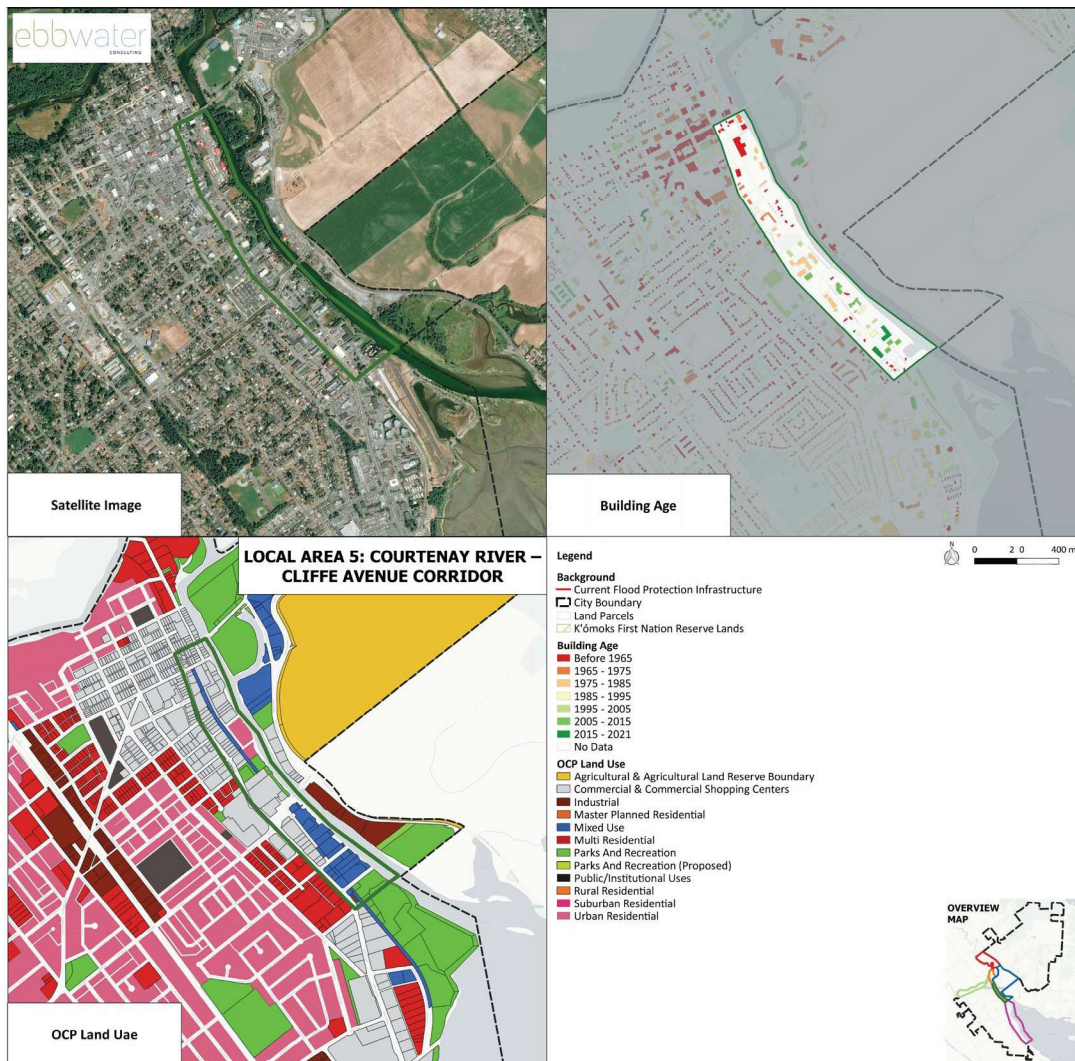 ebbwater
CONSULTING
Satellite Image
Building Age
LOCAL AREA 5: COURTENAY RIVER –
CLIFFE AVENUE CORRIDOR
OCP Land Uae
Legend
N
0 2 0 400 m
Background
Current Flood Protection Infrastructure
City Boundary
Land Parcels
K'ómoks First Nation Reserve Lands
Building Age
Before 1965
1965 - 1975
1975 - 1985
1985 - 1995
1995 - 2005
2005 - 2015
2015 - 2021
No Data
OCP Land Use
Agricultural & Agricultural Land Reserve Boundary
Commercial & Commercial Shopping Centers
Industrial
Master Planned Residential
Mixed Use
Multi Residential
Parks And Recreation
Parks And Recreation (Proposed)
Public/Institutional Uses
Rural Residential
Suburban Residential
Urban Residential
OVERVIEW
MAP